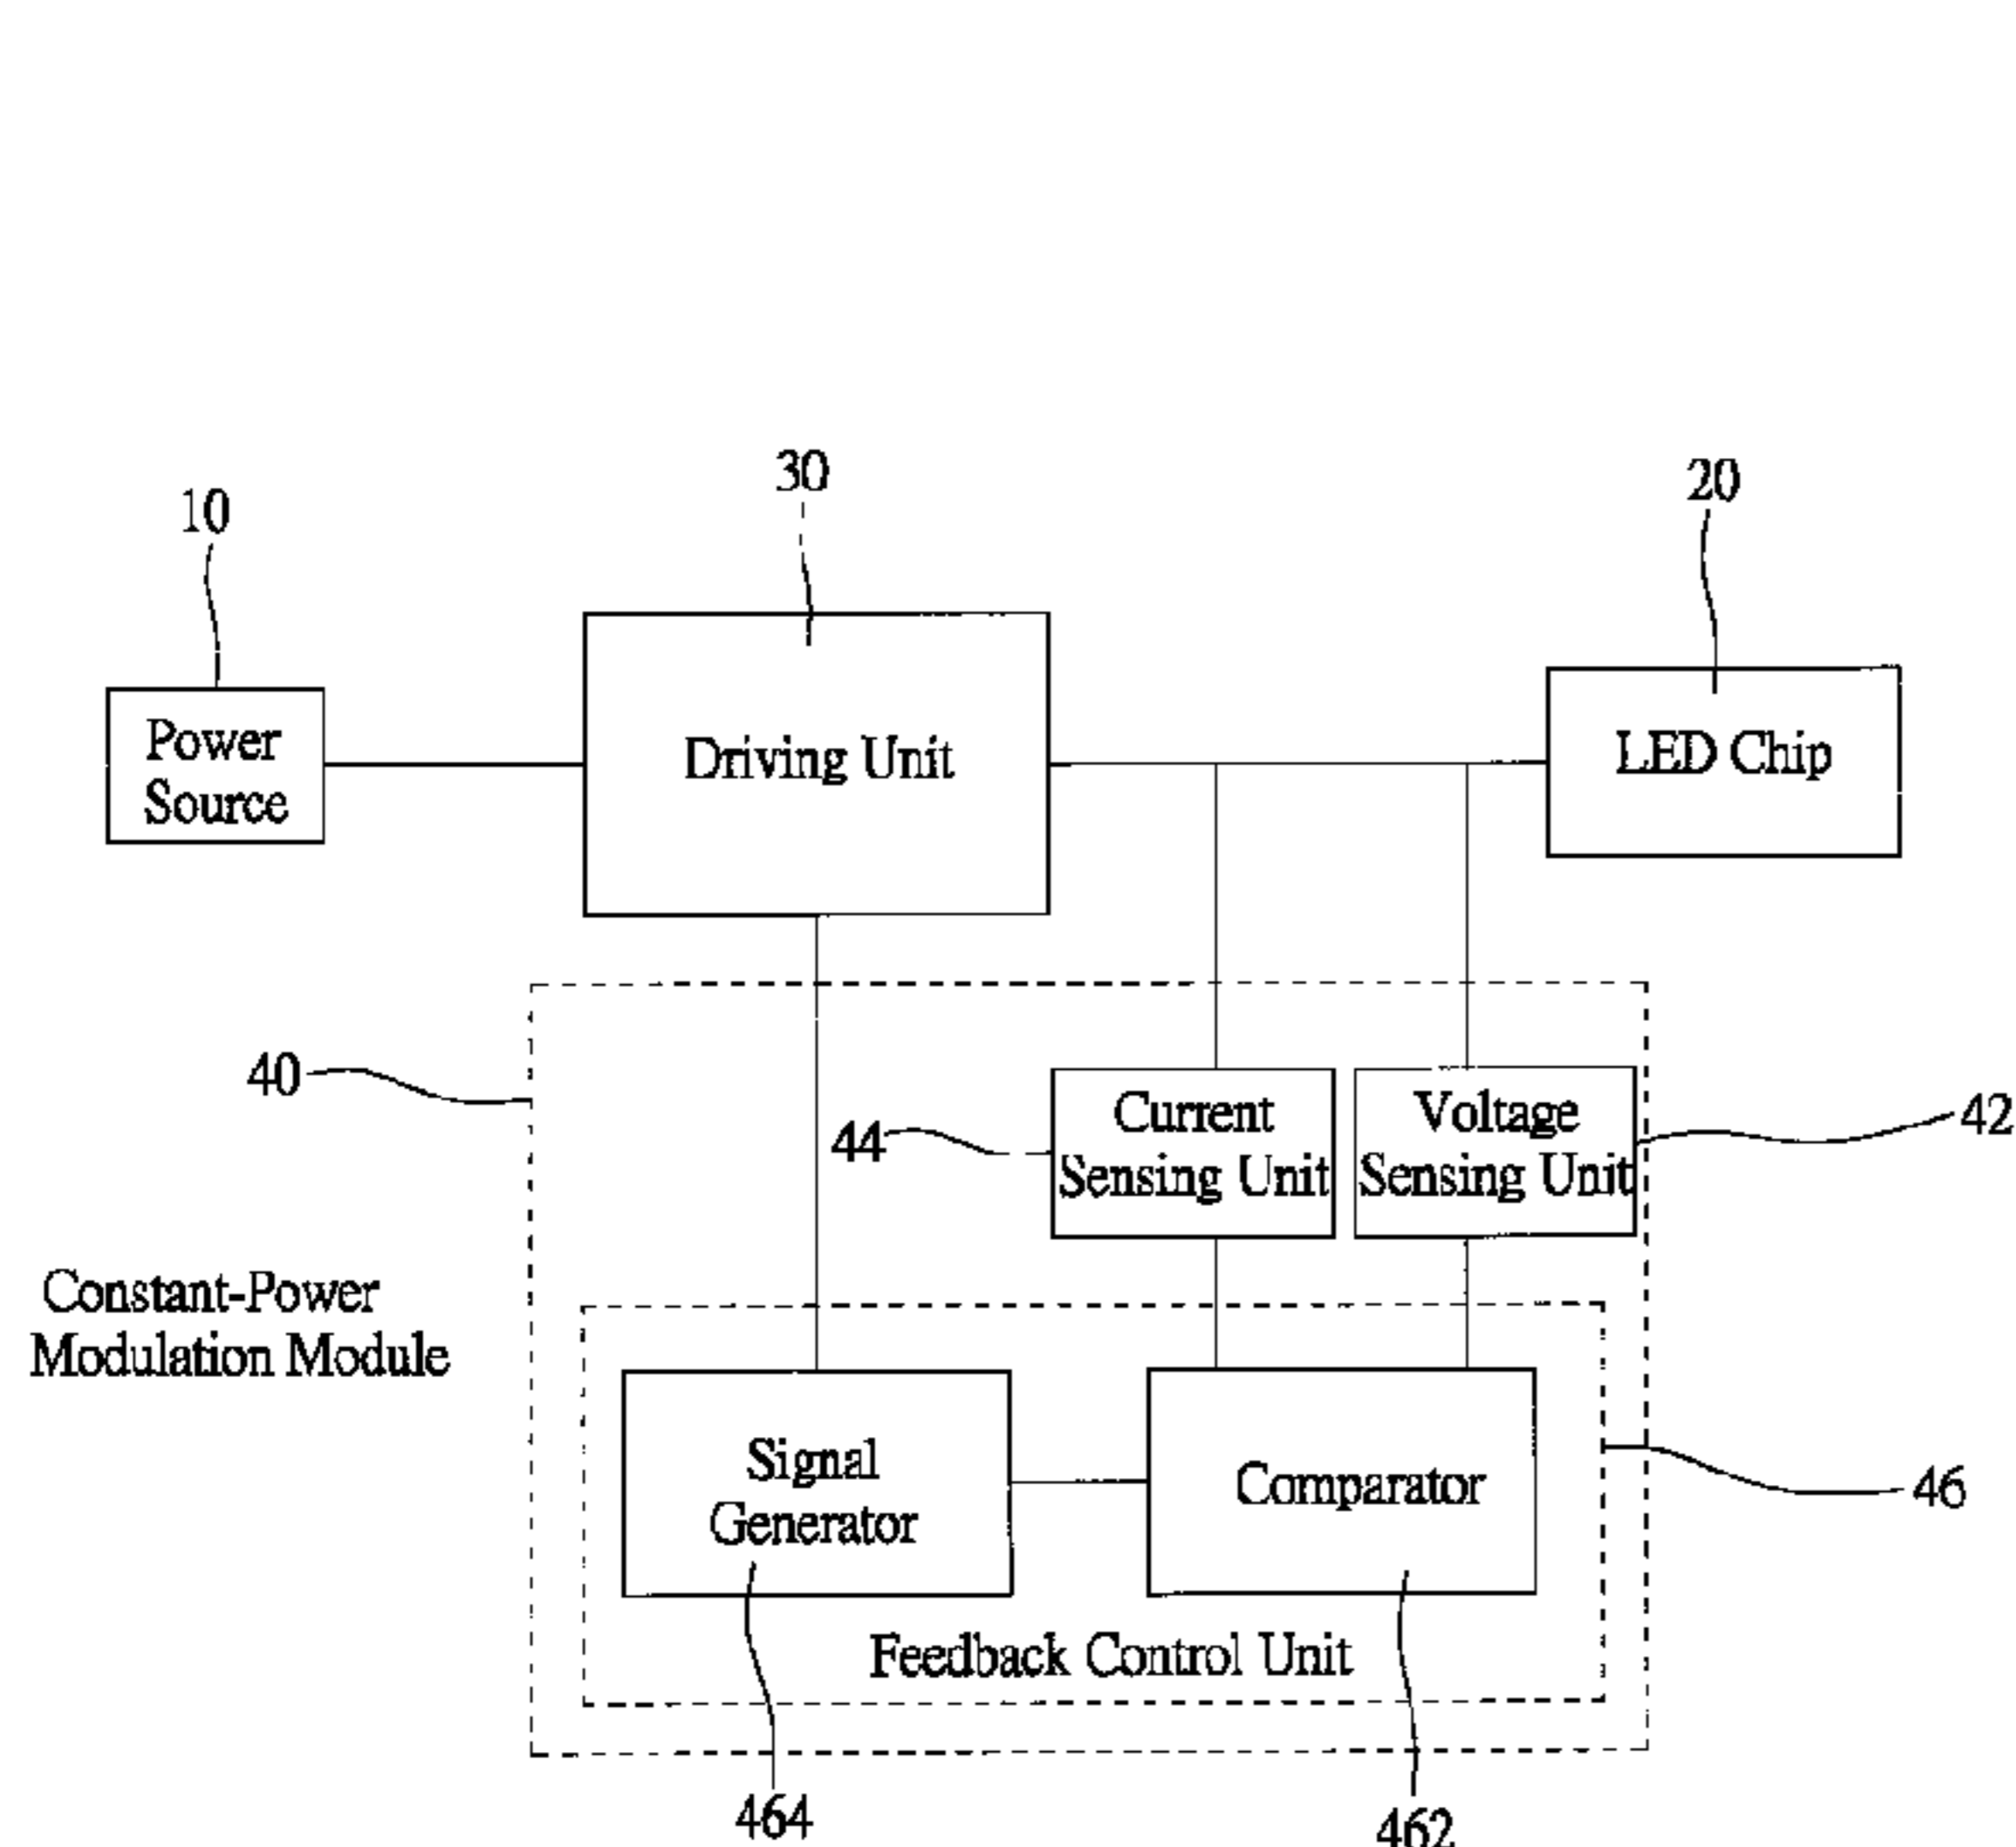 30
20
10
Power
Source
Driving Unit
LED Chip
40
44
Current
Sensing Unit
Voltage
Sensing Unit
42
Constant-Power
Modulation Module
Signal
Generator
Comparator
46
Feedback Control Unit
464
462